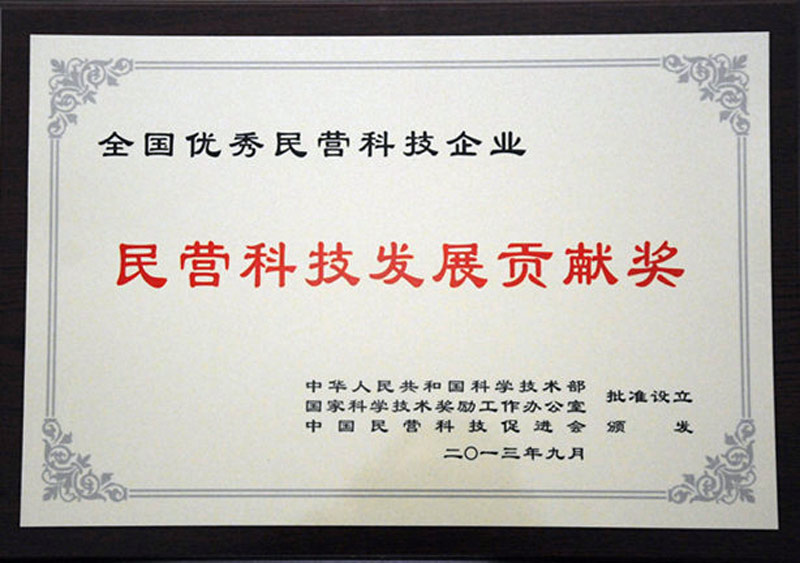 全国优秀民营科技企业
民营科技发展贡献奖
中华人民共和国科学技术部
国家科学技术奖励工作办公室 批准设立
中国民营科技促进会 颁发
二〇一三年九月